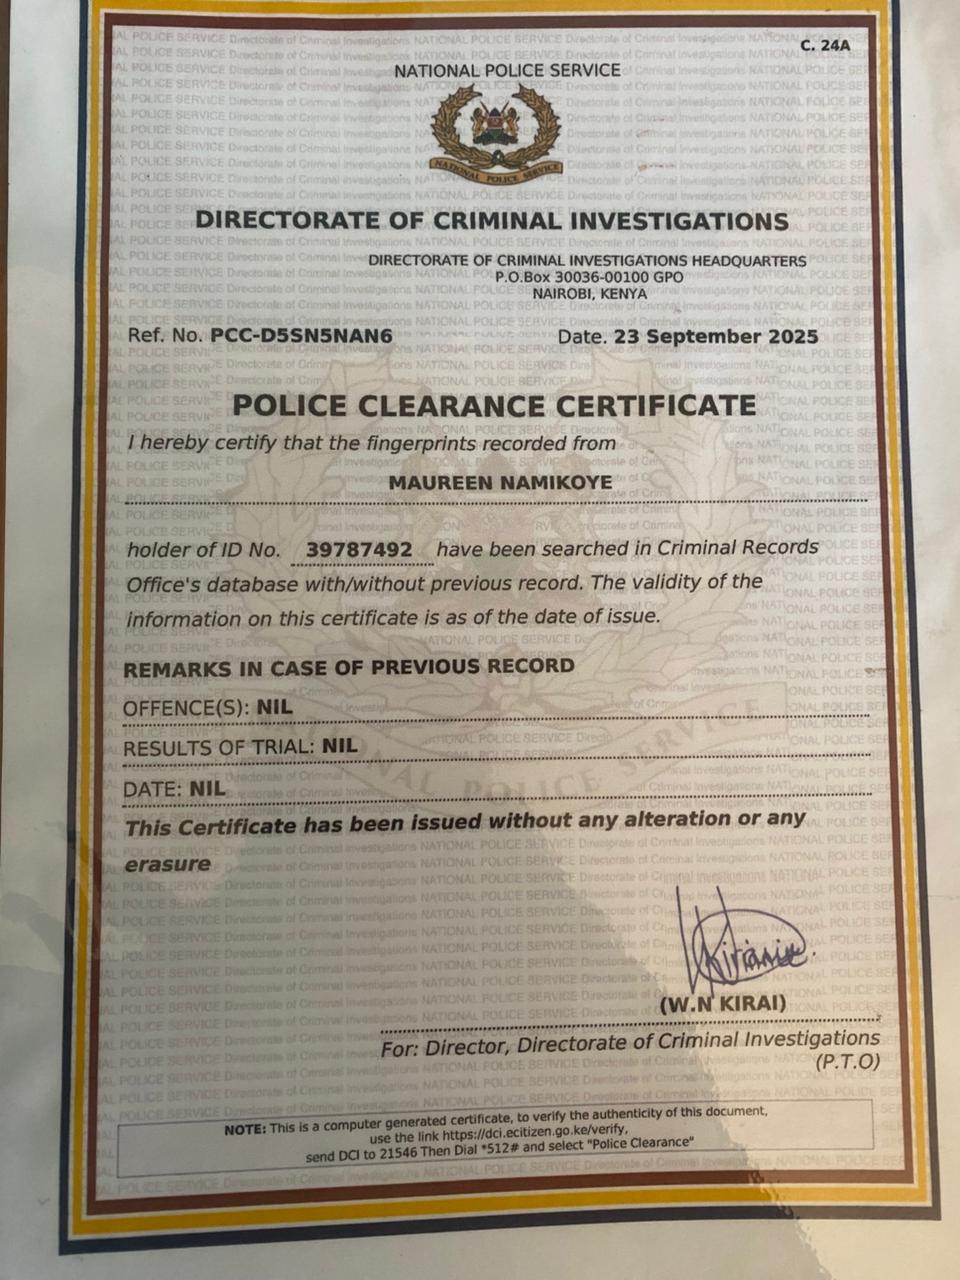 C. 24A
NATIONAL POLICE SERVICE
NATIONAL POLICE SERVICE
DIRECTORATE OF CRIMINAL INVESTIGATIONS
DIRECTORATE OF CRIMINAL INVESTIGATIONS HEADQUARTERS
P.O.Box 30036-00100 GPO
NAIROBI, KENYA
Ref. No. PCC-D5SN5NAN6 Date. 23 September 2025
POLICE CLEARANCE CERTIFICATE
I hereby certify that the fingerprints recorded from
MAUREEN NAMIKOYE
holder of ID No. 39787492 have been searched in Criminal Records
Office's database with/without previous record. The validity of the
information on this certificate is as of the date of issue.
REMARKS IN CASE OF PREVIOUS RECORD
OFFENCE(S): NIL
RESULTS OF TRIAL: NIL
DATE: NIL
This Certificate has been issued without any alteration or any
erasure
(W.N KIRAI)
For: Director, Directorate of Criminal Investigations
(P.T.O)
NOTE: This is a computer generated certificate, to verify the authenticity of this document,
use the link https://dci.ecitizen.go.ke/verify,
send DCI to 21546 Then Dial *512# and select "Police Clearance"